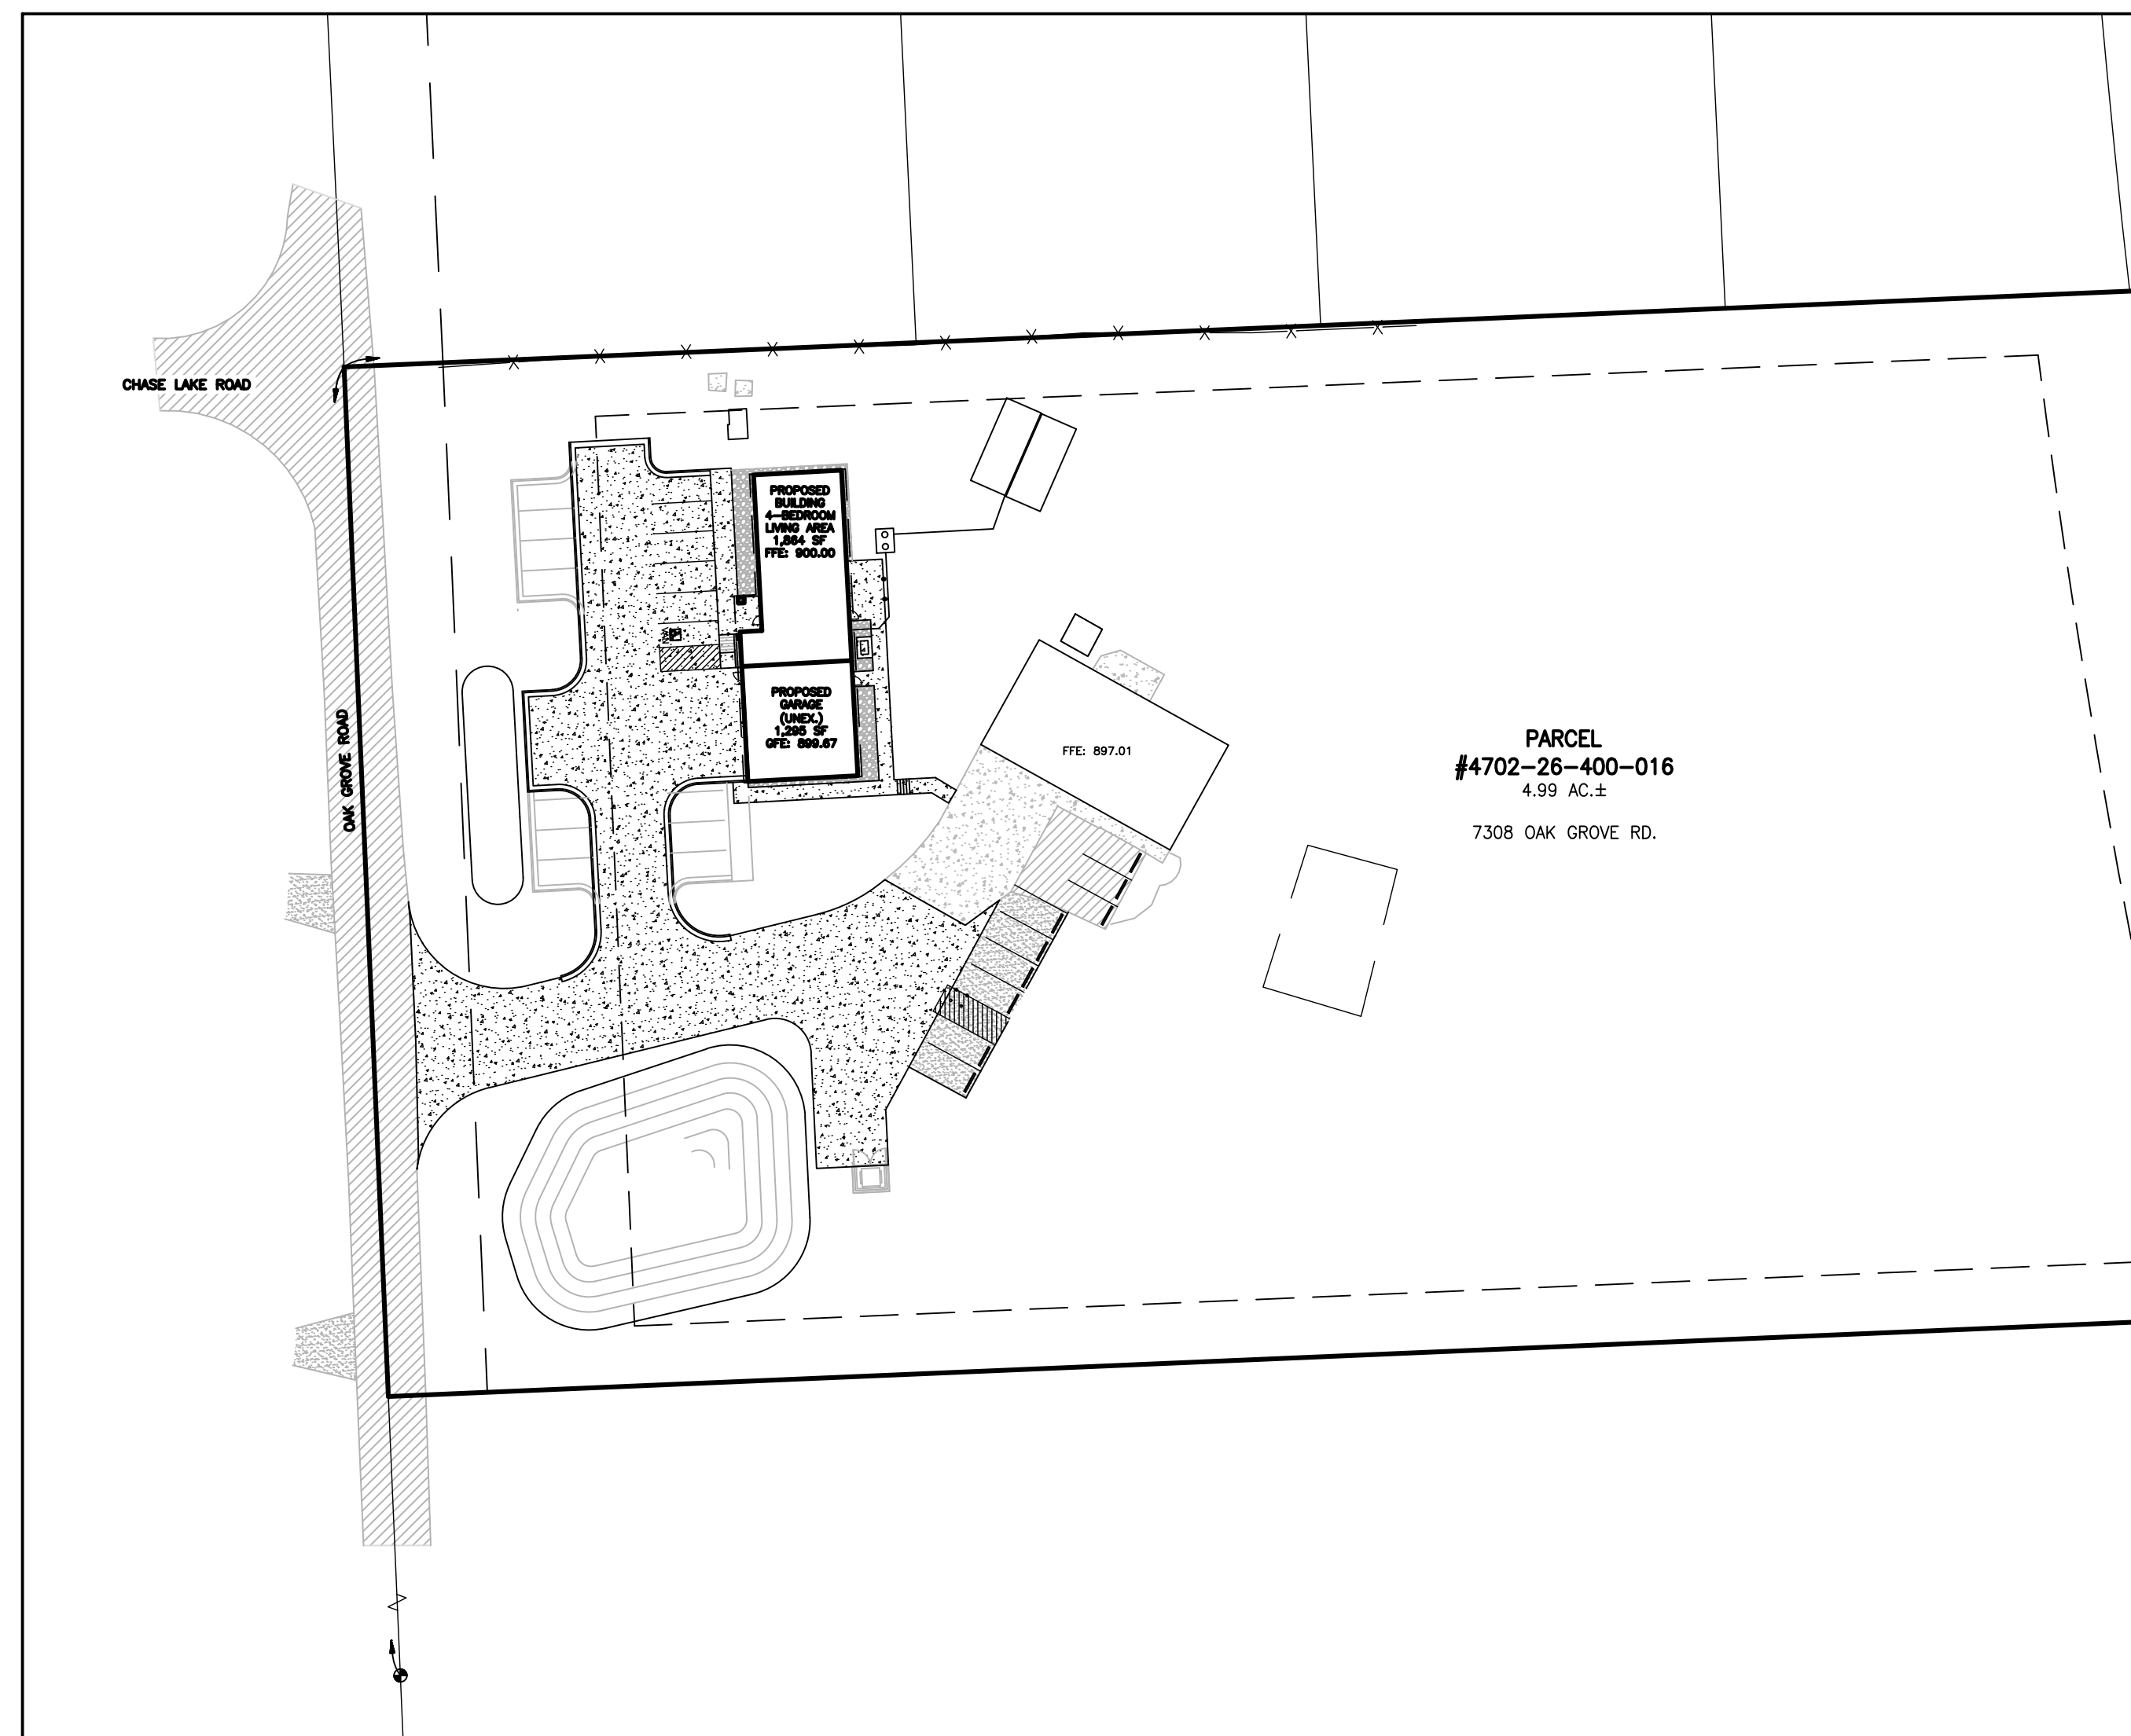 CHASE LAKE ROAD
OAK GROVE ROAD
PROPOSED
BUILDING
4-BEDROOM
LIVING AREA
1,864 SF
FFE: 900.00
PROPOSED
GARAGE
(UNEX.)
1,295 SF
GFE: 899.67
FFE: 897.01
PARCEL
#4702-26-400-016
4.99 AC.±
7308 OAK GROVE RD.